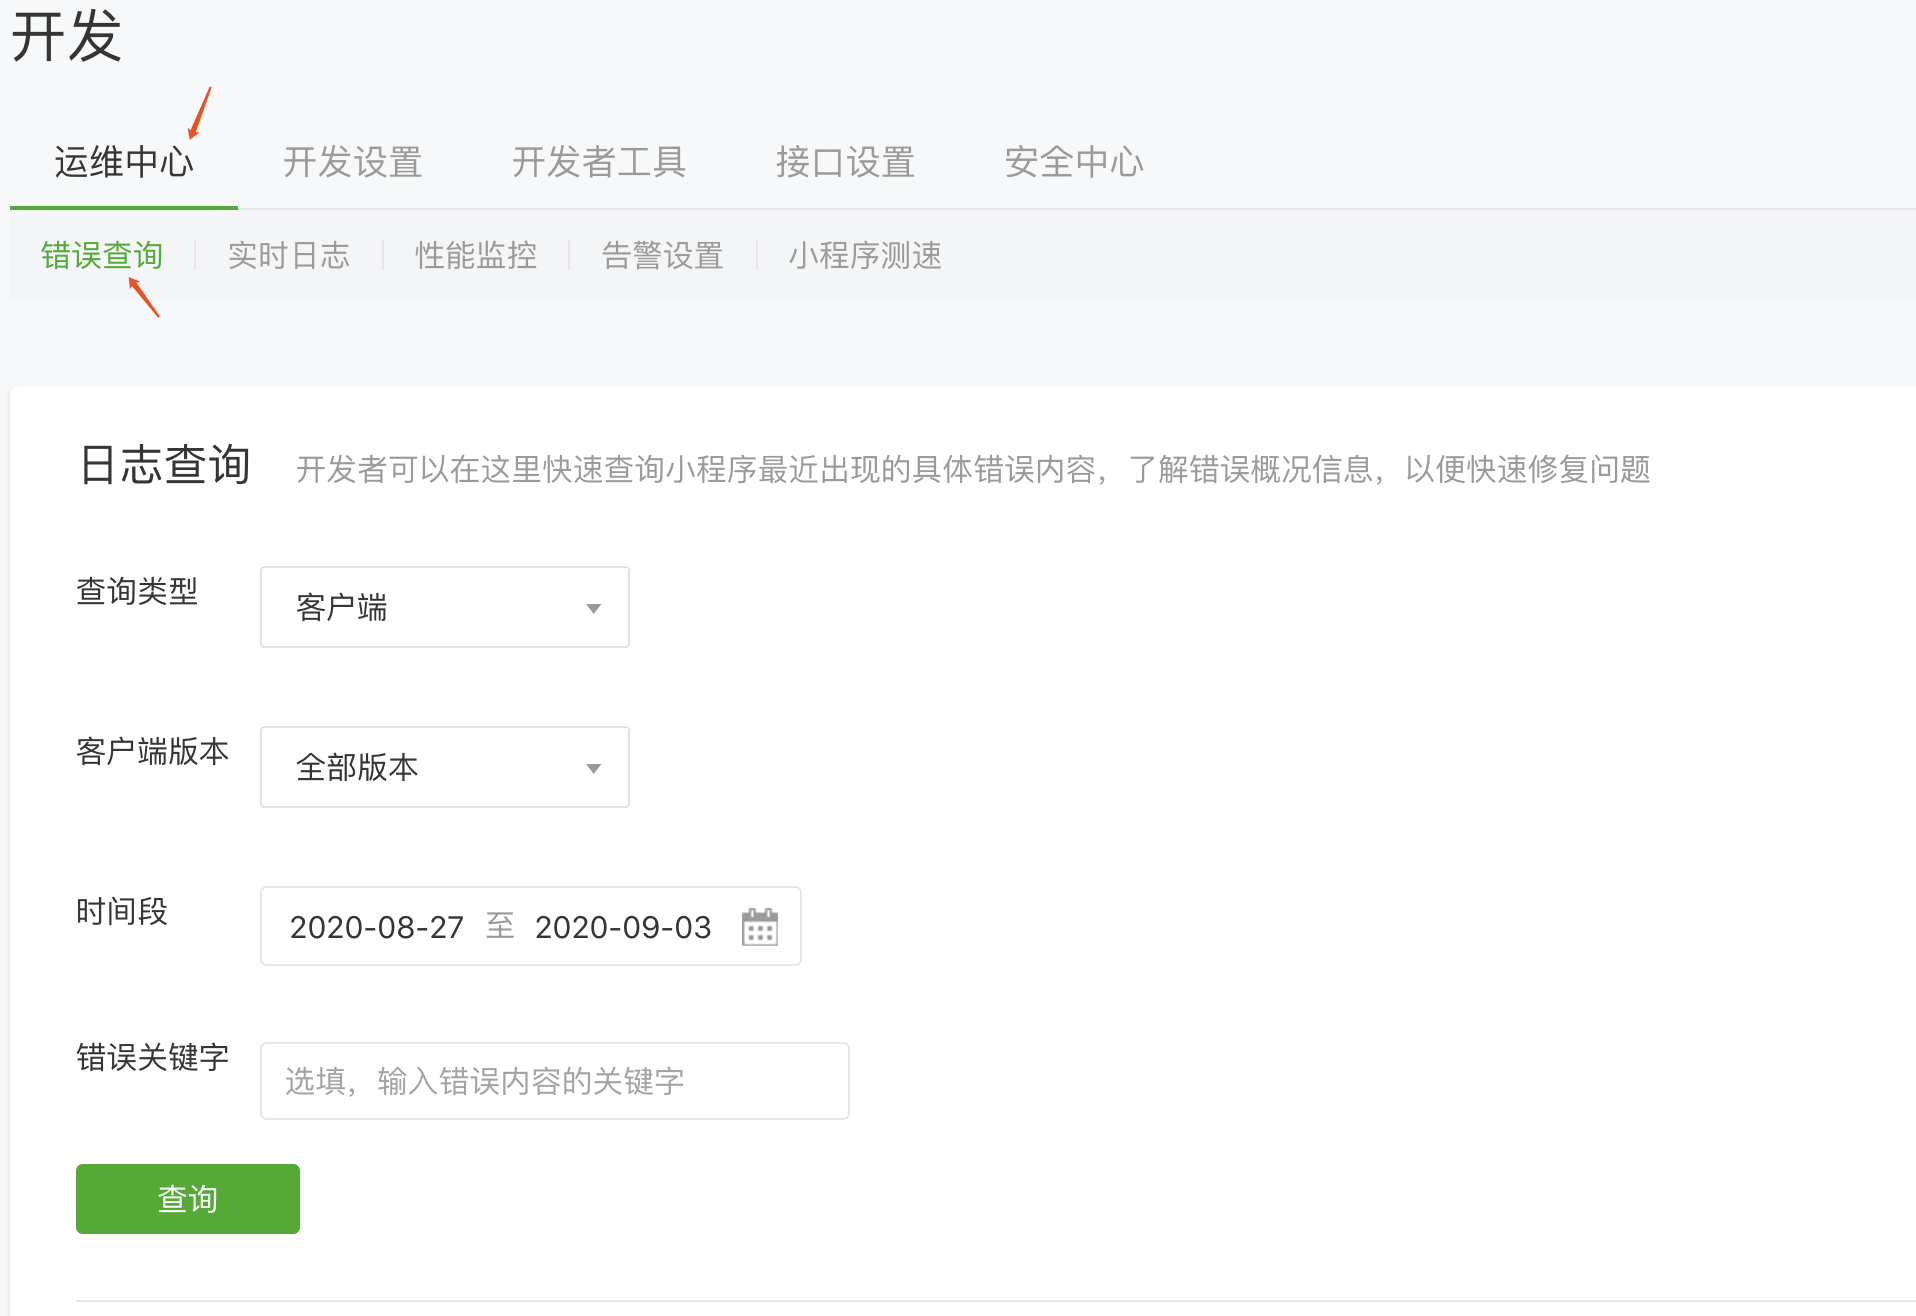 开发
运维中心 开发设置 开发者工具 接口设置 安全中心
错误查询 实时日志 性能监控 告警设置 小程序测速
日志查询 开发者可以在这里快速查询小程序最近出现的具体错误内容，了解错误概况信息，以便快速修复问题
查询类型 客户端
客户端版本 全部版本
时间段 2020-08-27 至 2020-09-03
错误关键字 选填，输入错误内容的关键字
查询